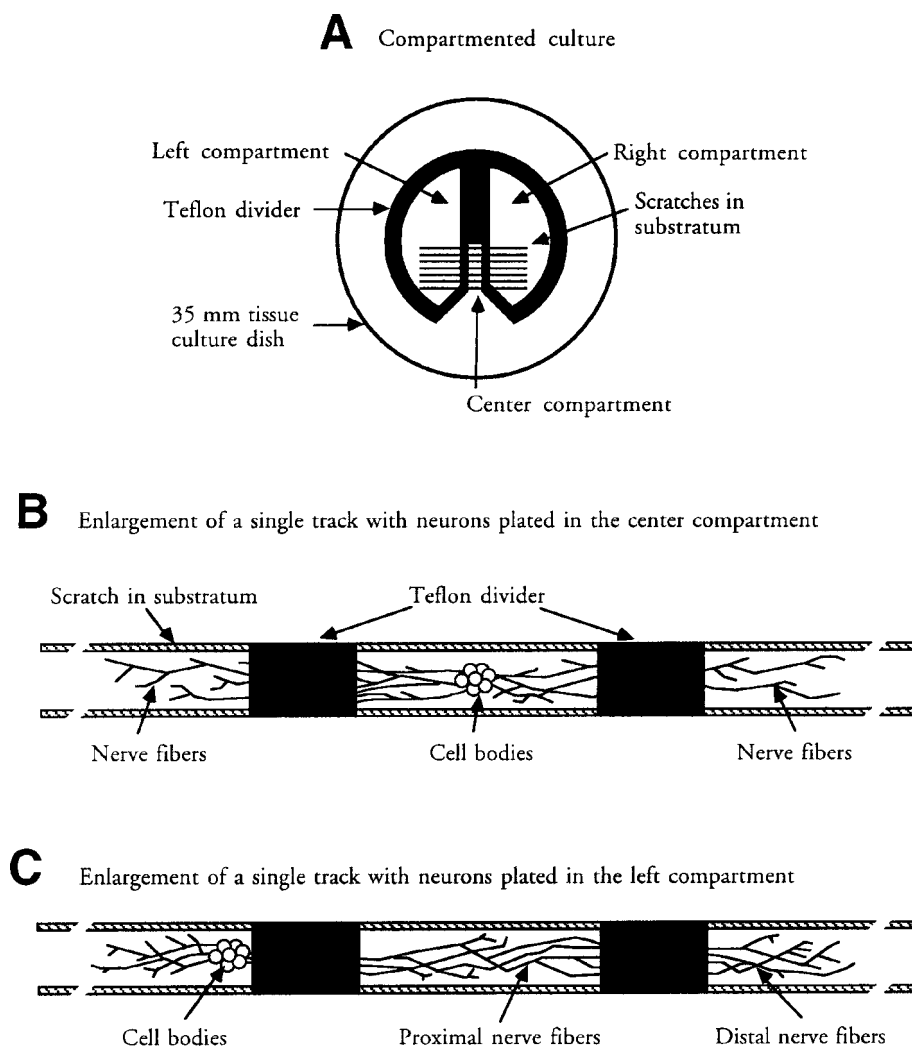 A Compartmented culture
Left compartment
Right compartment
Teflon divider
Scratches in
substratum
35 mm tissue
culture dish
Center compartment
B Enlargement of a single track with neurons plated in the center compartment
Scratch in substratum
Teflon divider
Nerve fibers
Cell bodies
Nerve fibers
C Enlargement of a single track with neurons plated in the left compartment
Cell bodies
Proximal nerve fibers
Distal nerve fibers